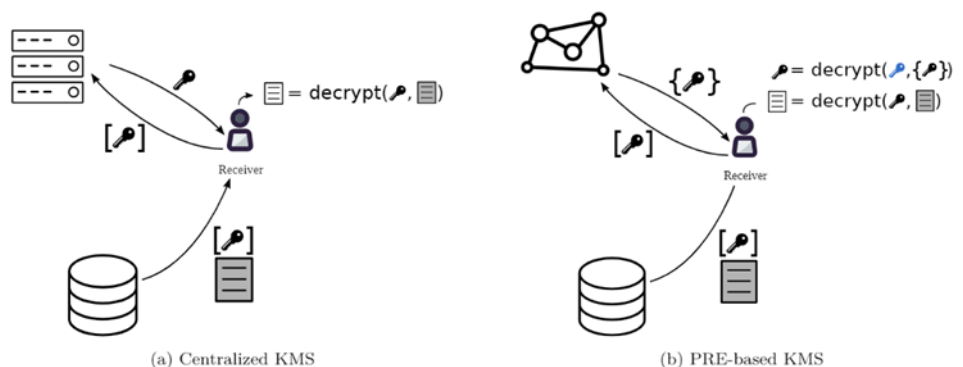 = decrypt( , )
[ ]
Receiver
[ ]
(a) Centralized KMS
{ }
= decrypt( ,{ })
= decrypt( , )
[ ]
Receiver
[ ]
(b) PRE-based KMS